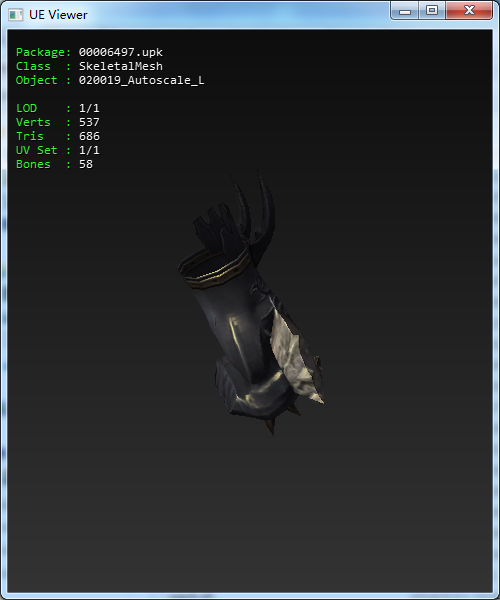 UE Viewer
Package: 00006497.upk
Class : SkeletalMesh
Object : 020019_Autoscale_L
LOD : 1/1
Verts : 537
Tris : 686
UV Set : 1/1
Bones : 58